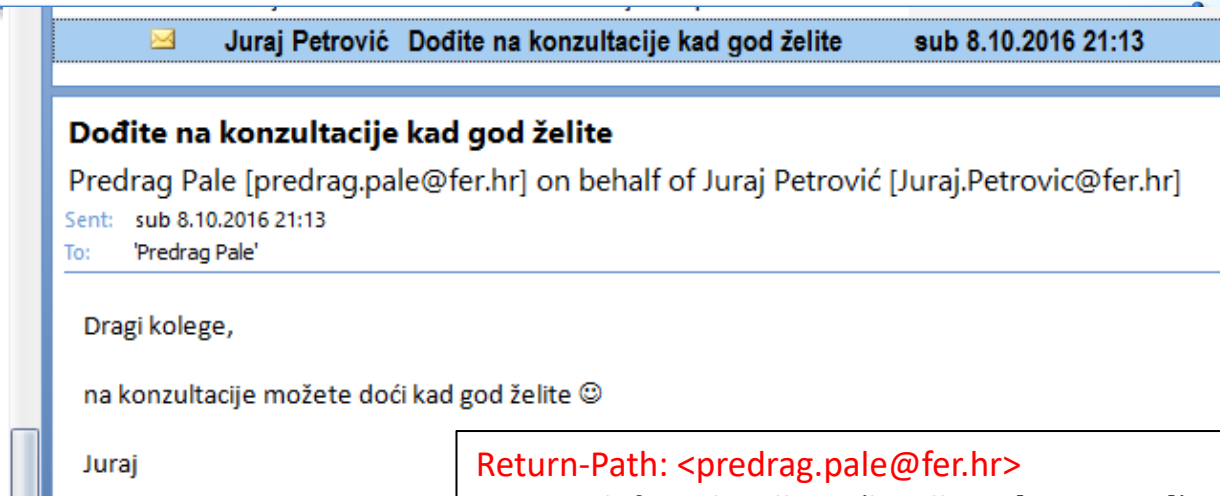 Juraj Petrović Dođite na konzultacije kad god želite sub 8.10.2016 21:13
Dođite na konzultacije kad god želite
Predrag Pale [predrag.pale@fer.hr] on behalf of Juraj Petrović [Juraj.Petrovic@fer.hr]
Sent: sub 8.10.2016 21:13
To: 'Predrag Pale'
Dragi kolege,
na konzultacije možete doći kad god želite ☺
Juraj
Return-Path: <predrag.pale@fer.hr>